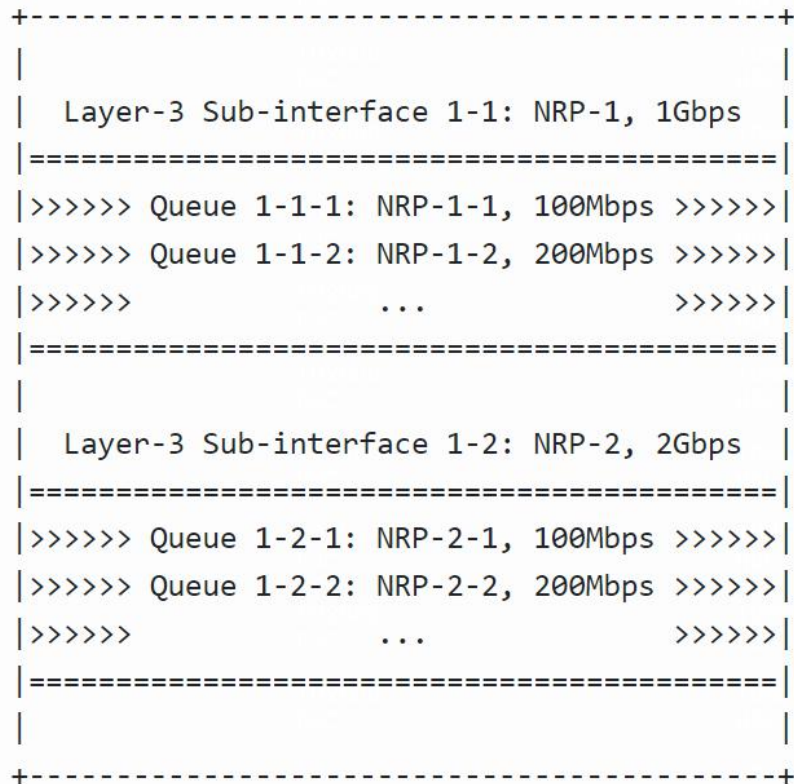 +-------------------------------------------+
|                                           |
|  Layer-3 Sub-interface 1-1: NRP-1, 1Gbps  |
|===========================================|
|>>>>>> Queue 1-1-1: NRP-1-1, 100Mbps >>>>>>|
|>>>>>> Queue 1-1-2: NRP-1-2, 200Mbps >>>>>>|
|>>>>>>              ...              >>>>>>|
|===========================================|
|                                           |
|  Layer-3 Sub-interface 1-2: NRP-2, 2Gbps  |
|===========================================|
|>>>>>> Queue 1-2-1: NRP-2-1, 100Mbps >>>>>>|
|>>>>>> Queue 1-2-2: NRP-2-2, 200Mbps >>>>>>|
|>>>>>>              ...              >>>>>>|
|===========================================|
|                                           |
+-------------------------------------------+